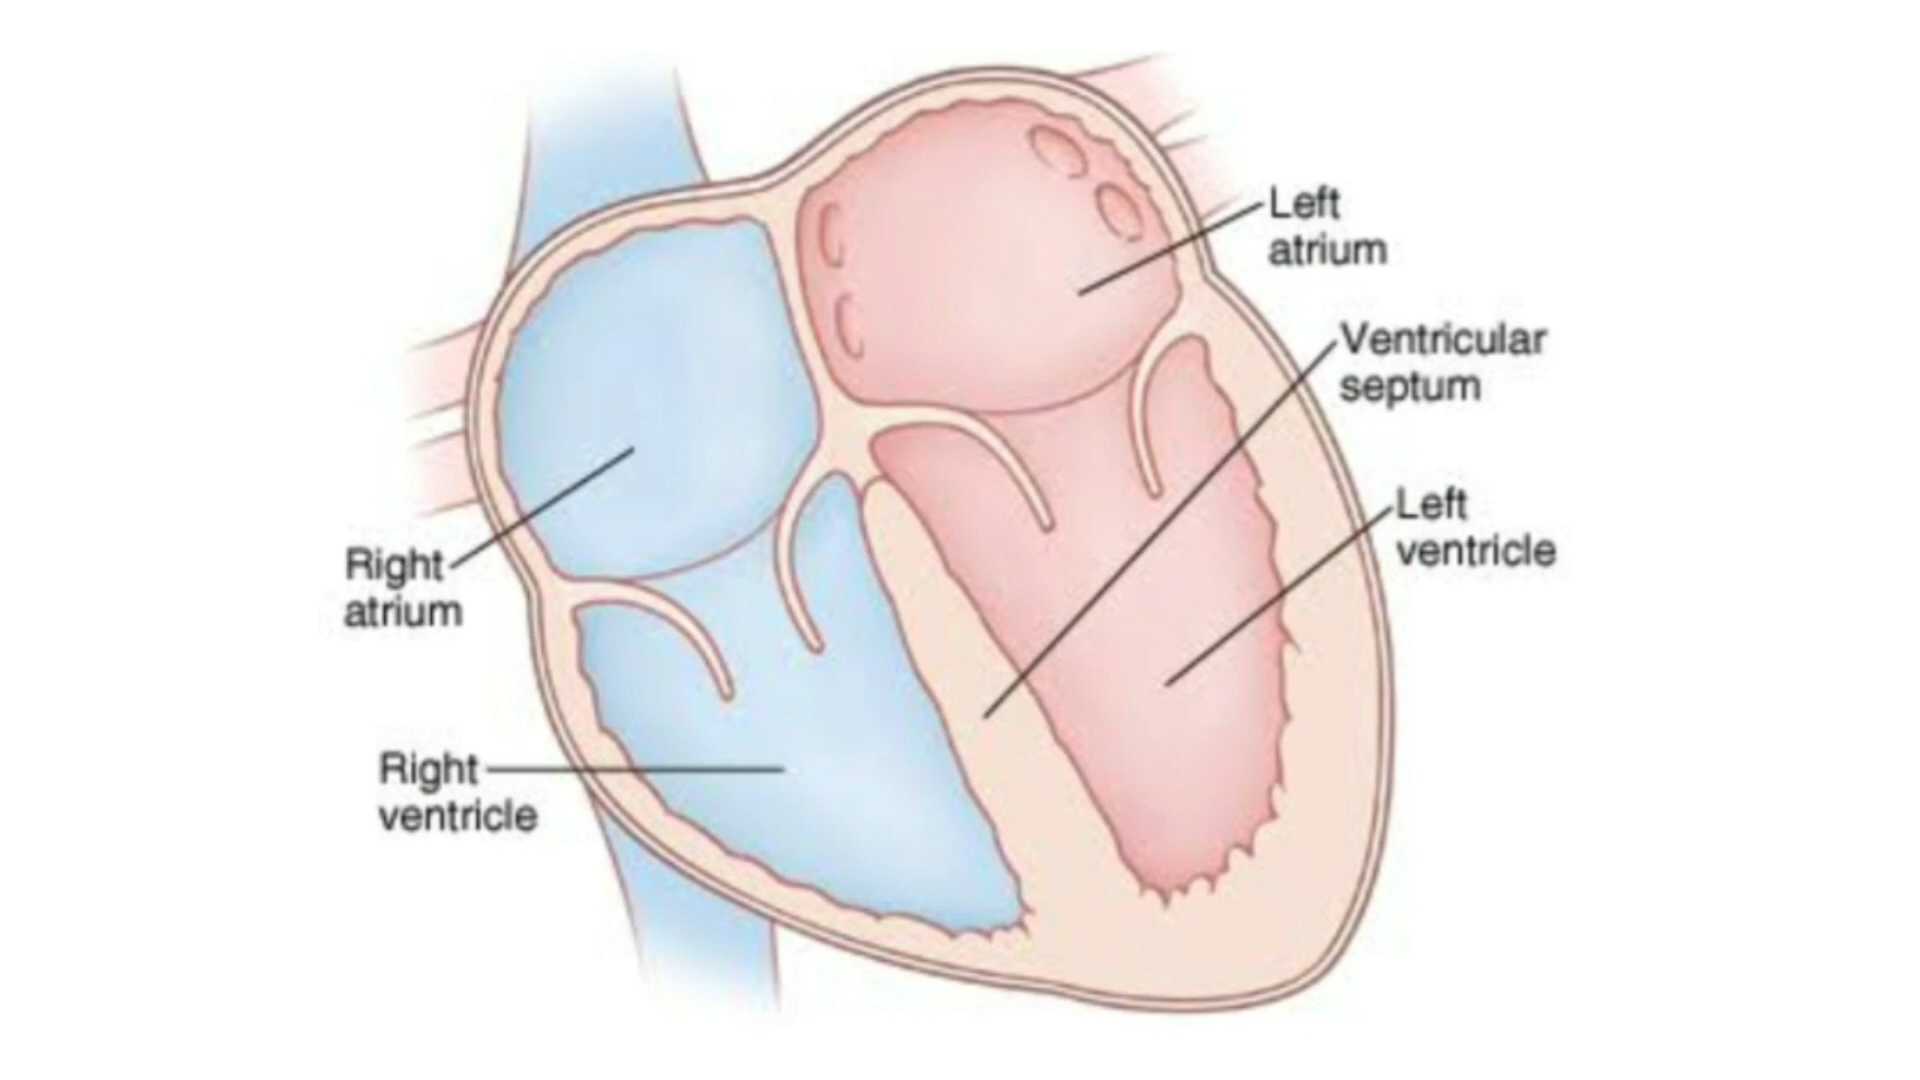 Left
atrium
Ventricular
septum
Left
ventricle
Right
atrium
Right
ventricle